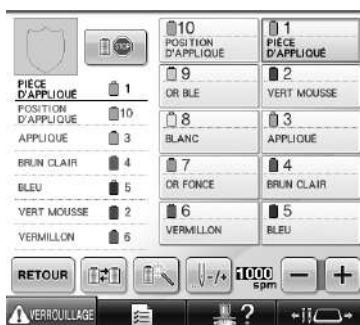 STOP
PIÈCE
D'APPLIQUÉ 1
POSITION
D'APPLIQUÉ 10
APPLIQUÉ 3
BRUN CLAIR 4
BLEU 5
VERT MOUSSE 2
VERMILLON 6
10
POSITION
D'APPLIQUÉ
1
PIÈCE
D'APPLIQUÉ
9
OR BLE
2
VERT MOUSSE
8
BLANC
3
APPLIQUÉ
7
OR FONCE
4
BRUN CLAIR
6
VERMILLON
5
BLEU
RETOUR
-/+
1000
spm
- +
VERROUILLAGE
?